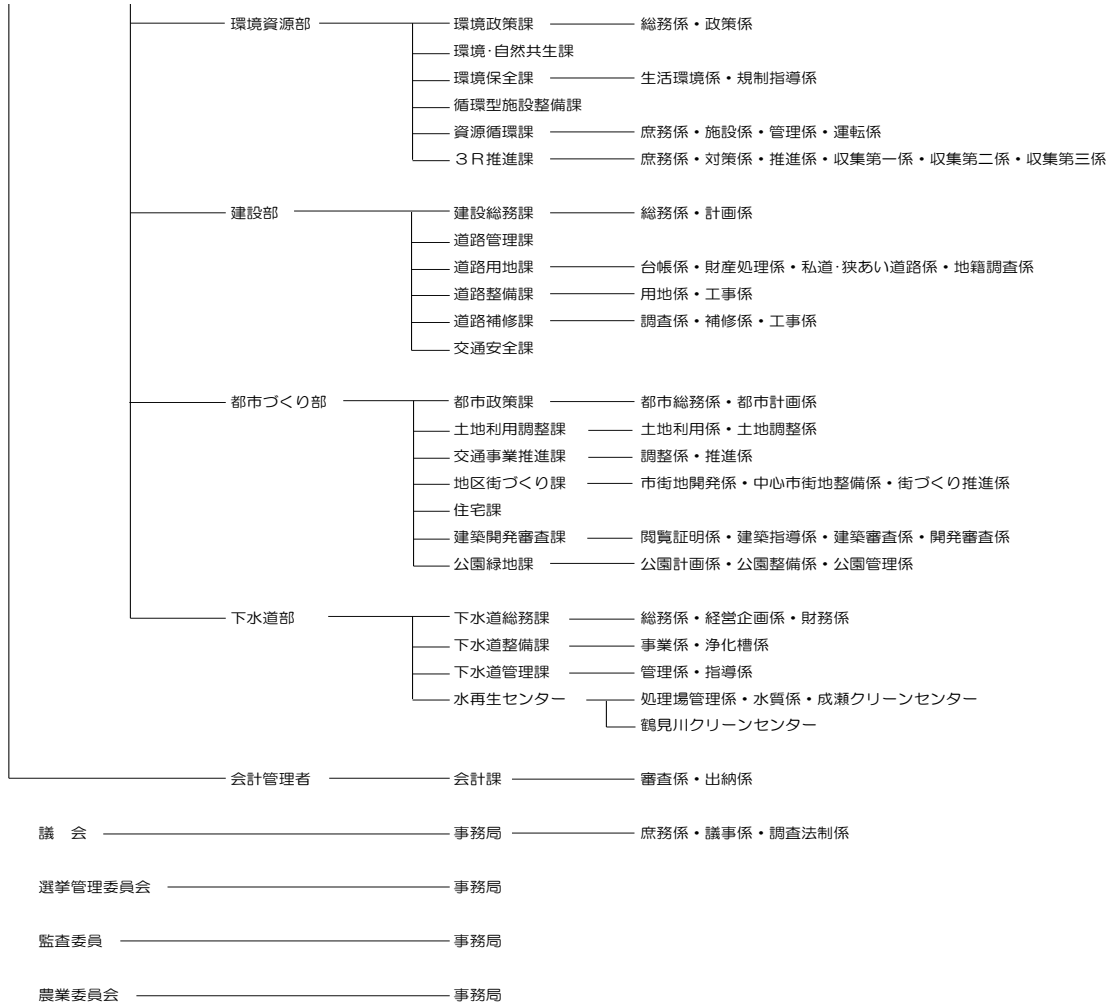 環境資源部 環境政策課 総務係・政策係
環境･自然共生課
環境保全課 生活環境係・規制指導係
循環型施設整備課
資源循環課 庶務係・施設係・管理係・運転係
３Ｒ推進課 庶務係・対策係・推進係・収集第一係・収集第二係・収集第三係
建設部 建設総務課 総務係・計画係
道路管理課
道路用地課 台帳係・財産処理係・私道･狭あい道路係・地籍調査係
道路整備課 用地係・工事係
道路補修課 調査係・補修係・工事係
交通安全課
都市づくり部 都市政策課 都市総務係・都市計画係
土地利用調整課 土地利用係・土地調整係
交通事業推進課 調整係・推進係
地区街づくり課 市街地開発係・中心市街地整備係・街づくり推進係
住宅課
建築開発審査課 閲覧証明係・建築指導係・建築審査係・開発審査係
公園緑地課 公園計画係・公園整備係・公園管理係
下水道部 下水道総務課 総務係・経営企画係・財務係
下水道整備課 事業係・浄化槽係
下水道管理課 管理係・指導係
水再生センター 処理場管理係・水質係・成瀬クリーンセンター
鶴見川クリーンセンター
会計管理者 会計課 審査係・出納係
議　会 事務局 庶務係・議事係・調査法制係
選挙管理委員会 事務局
監査委員 事務局
農業委員会 事務局